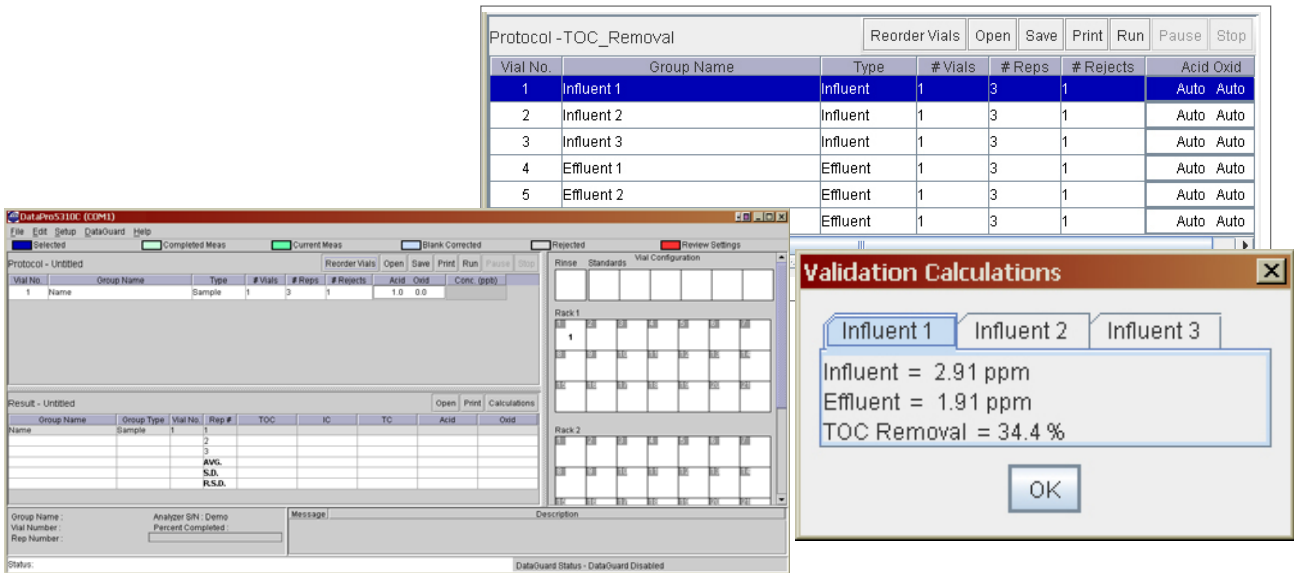 Protocol -TOC_Removal Reorder Vials Open Save Print Run Pause Stop
Vial No. Group Name Type # Vials # Reps # Rejects Acid Oxid
1 Influent 1 Influent 1 3 1 Auto Auto
2 Influent 2 Influent 1 3 1 Auto Auto
3 Influent 3 Influent 1 3 1 Auto Auto
4 Effluent 1 Effluent 1 3 1 Auto Auto
5 Effluent 2 Effluent 1 3 1 Auto Auto
Effluent 1 3 1 Auto Auto
DataPro5310C (COM1)
File Edit Setup DataGuard Help
Selected Completed Meas Current Meas Blank Corrected Rejected Review Settings
Protocol - Untitled Reorder Vials Open Save Print Run Pause Stop
Vial No. Group Name Type # Vials # Reps # Rejects Acid Oxid Conc. (ppb)
1 Name Sample 1 3 1 1.0 0.0
Result - Untitled Open Print Calculations
Group Name Group Type Vial No. Rep # TOC IC TC Acid Oxid
Name Sample 1 1
2
3
AVG.
S.D.
R.S.D.
Rinse Standards Vial Configuration
Rack 1
1
Rack 2
Group Name : Analyzer S/N : Demo
Vial Number : Percent Completed :
Rep Number :
Message Description
Status: DataGuard Status - DataGuard Disabled
Validation Calculations
Influent 1 Influent 2 Influent 3
Influent = 2.91 ppm
Effluent = 1.91 ppm
TOC Removal = 34.4 %
OK